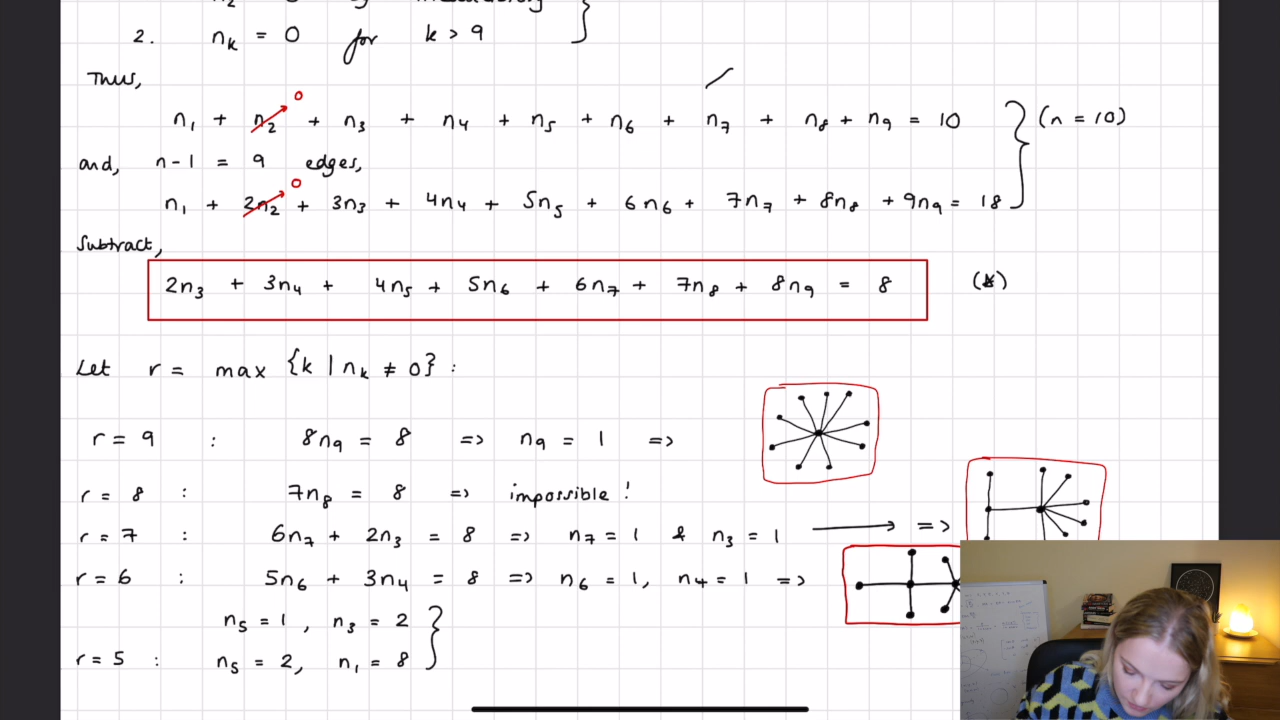 2. nₖ = 0 for k > 9
Thus,
n₁ + n₂ 0 + n₃ + n₄ + n₅ + n₆ + n₇ + n₈ + n₉ = 10 (n = 10)
and, n-1 = 9 edges,
n₁ + 2n₂ 0 + 3n₃ + 4n₄ + 5n₅ + 6n₆ + 7n₇ + 8n₈ + 9n₉ = 18
Subtract,
2n₃ + 3n₄ + 4n₅ + 5n₆ + 6n₇ + 7n₈ + 8n₉ = 8 (*)
Let r = max {k | nₖ ≠ 0} :
r = 9 : 8n₉ = 8 => n₉ = 1 =>
r = 8 : 7n₈ = 8 => impossible !
r = 7 : 6n₇ + 2n₃ = 8 => n₇ = 1 & n₃ = 1 ⟶ =>
r = 6 : 5n₆ + 3n₄ = 8 => n₆ = 1, n₄ = 1 =>
n₅ = 1, n₃ = 2
r = 5 : n₅ = 2, n₁ = 8